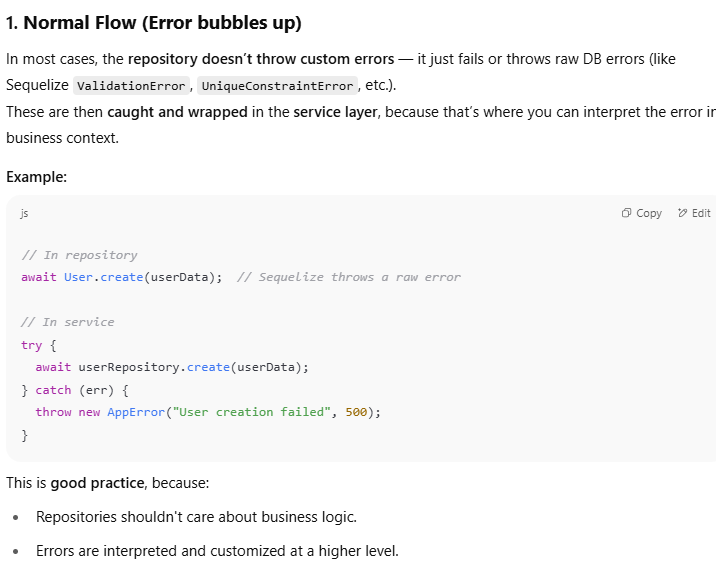 1. Normal Flow (Error bubbles up)
In most cases, the repository doesn't throw custom errors — it just fails or throws raw DB errors (like
Sequelize ValidationError, UniqueConstraintError, etc.).
These are then caught and wrapped in the service layer, because that's where you can interpret the error in
business context.
Example:
js
Copy
Edit
// In repository
await User.create(userData);  // Sequelize throws a raw error
// In service
try {
  await userRepository.create(userData);
} catch (err) {
  throw new AppError("User creation failed", 500);
}
This is good practice, because:
• Repositories shouldn't care about business logic.
• Errors are interpreted and customized at a higher level.